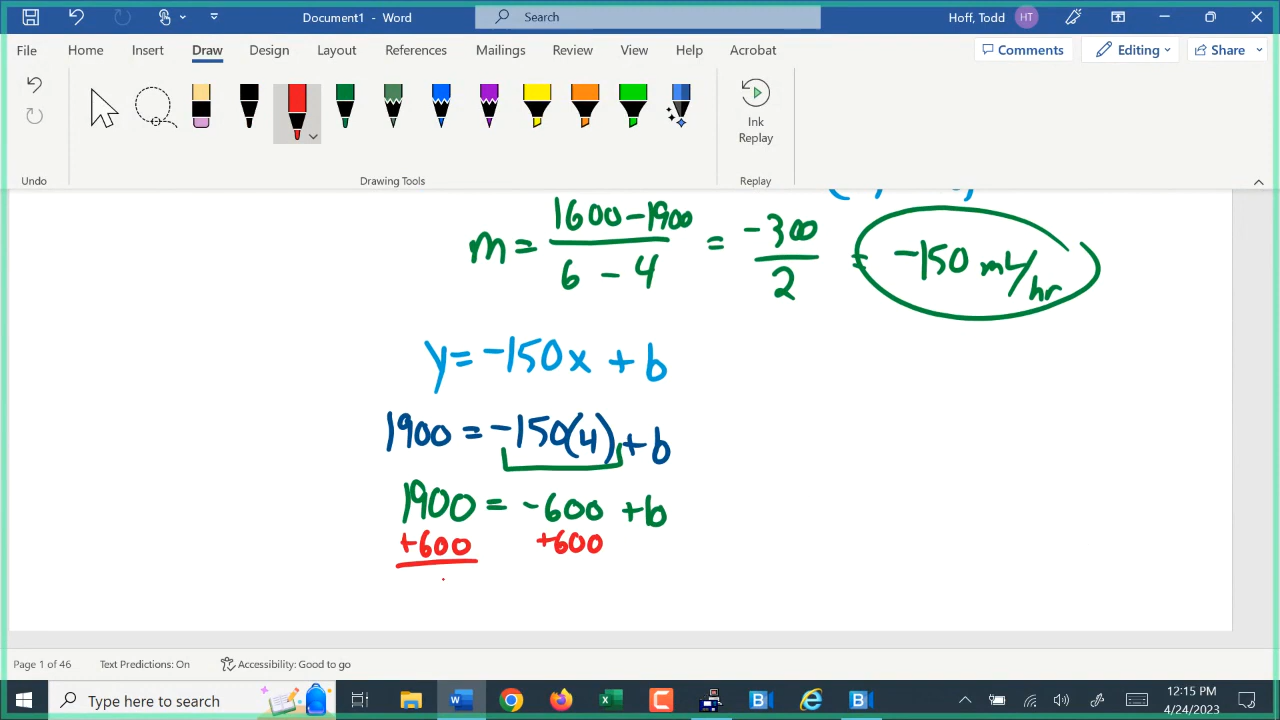 Document1 • Word
Search
Hoff, Todd HT
File Home Insert Draw Design Layout References Mailings Review View Help Acrobat Comments Editing Share
Ink Replay
Undo Drawing Tools Replay
m = 1600 - 1900 / 6 - 4 = -300 / 2 = -150 mL/hr
y = -150x + b
1900 = -150(4) + b
1900 = -600 + b
+600 +600
Page 1 of 46 Text Predictions: On Accessibility: Good to go
Type here to search
12:15 PM
4/24/2023